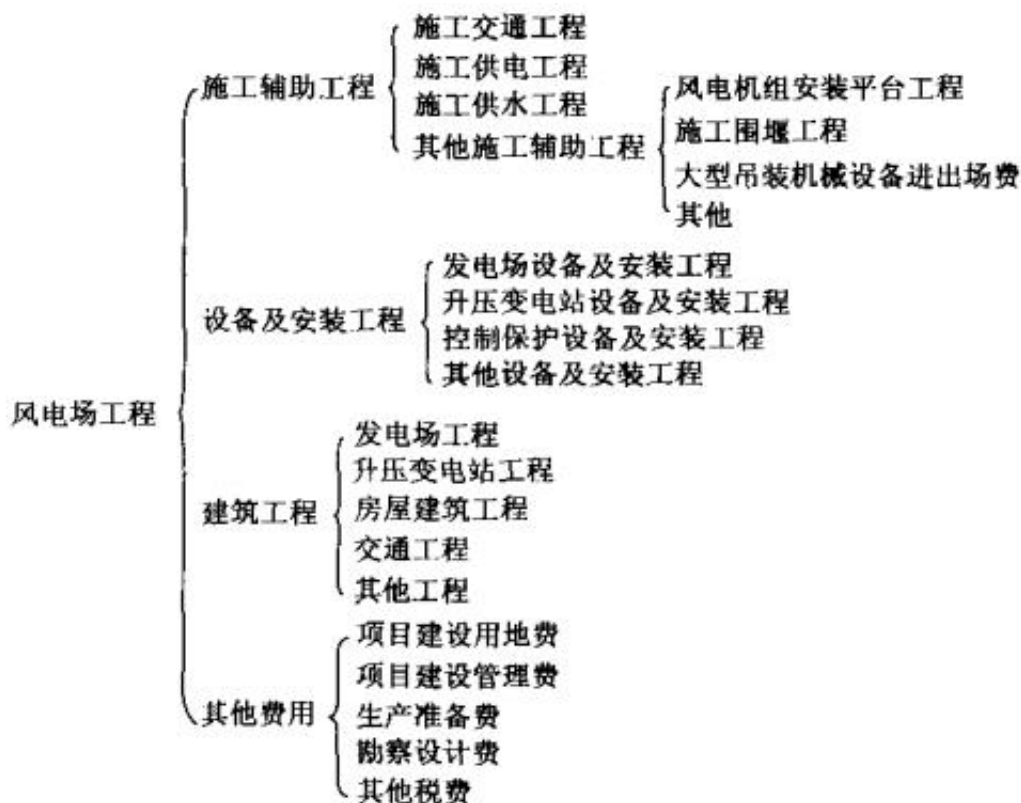 风电场工程
施工辅助工程
施工交通工程
施工供电工程
施工供水工程
其他施工辅助工程
风电机组安装平台工程
施工围堰工程
大型吊装机械设备进出场费
其他
设备及安装工程
发电场设备及安装工程
升压变电站设备及安装工程
控制保护设备及安装工程
其他设备及安装工程
建筑工程
发电场工程
升压变电站工程
房屋建筑工程
交通工程
其他工程
其他费用
项目建设用地费
项目建设管理费
生产准备费
勘察设计费
其他税费